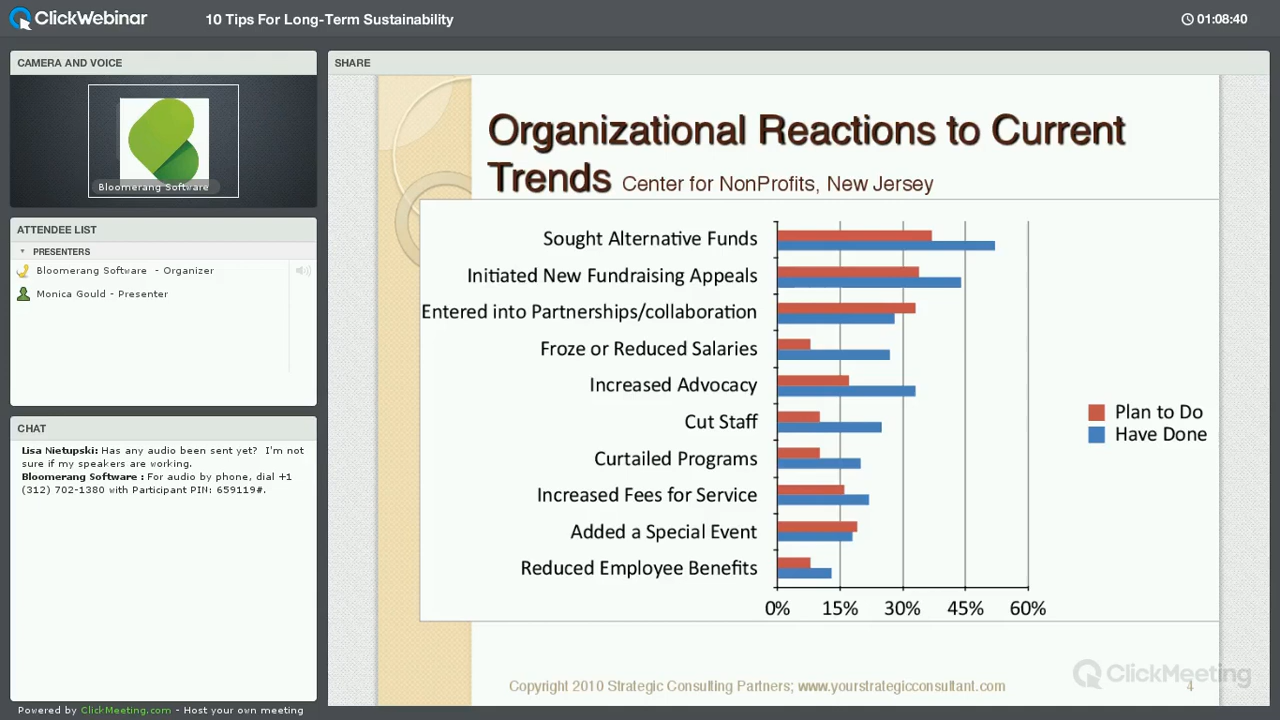 ClickWebinar
10 Tips For Long-Term Sustainability
01:08:40
CAMERA AND VOICE
Bloomerang Software
ATTENDEE LIST
PRESENTERS
Bloomerang Software - Organizer
Monica Gould - Presenter
CHAT
Lisa Nietupski: Has any audio been sent yet? I'm not
sure if my speakers are working.
Bloomerang Software : For audio by phone, dial +1
(312) 702-1380 with Participant PIN: 659119#.
Powered by ClickMeeting.com - Host your own meeting
SHARE
Organizational Reactions to Current
Trends Center for NonProfits, New Jersey
Sought Alternative Funds
Initiated New Fundraising Appeals
Entered into Partnerships/collaboration
Froze or Reduced Salaries
Increased Advocacy
Cut Staff
Curtailed Programs
Increased Fees for Service
Added a Special Event
Reduced Employee Benefits
0% 15% 30% 45% 60%
Plan to Do
Have Done
ClickMeeting
Copyright 2010 Strategic Consulting Partners; www.yourstrategicconsultant.com
4